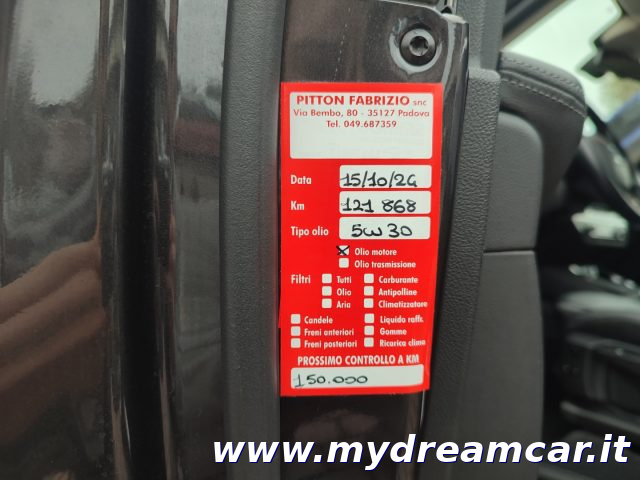 PITTON FABRIZIO snc
Via Bembo, 80 - 35127 Padova
Tel. 049.687359
Data 15/10/24
Km 121 868
Tipo olio 5W30
Olio motore
Olio trasmissione
Filtri Tutti Carburante
Olio Antipolline
Aria Climatizzatore
Candele Liquido raffr.
Freni anteriori Gomme
Freni posteriori Ricarica clima
PROSSIMO CONTROLLO A KM
150.000
www.mydreamcar.it